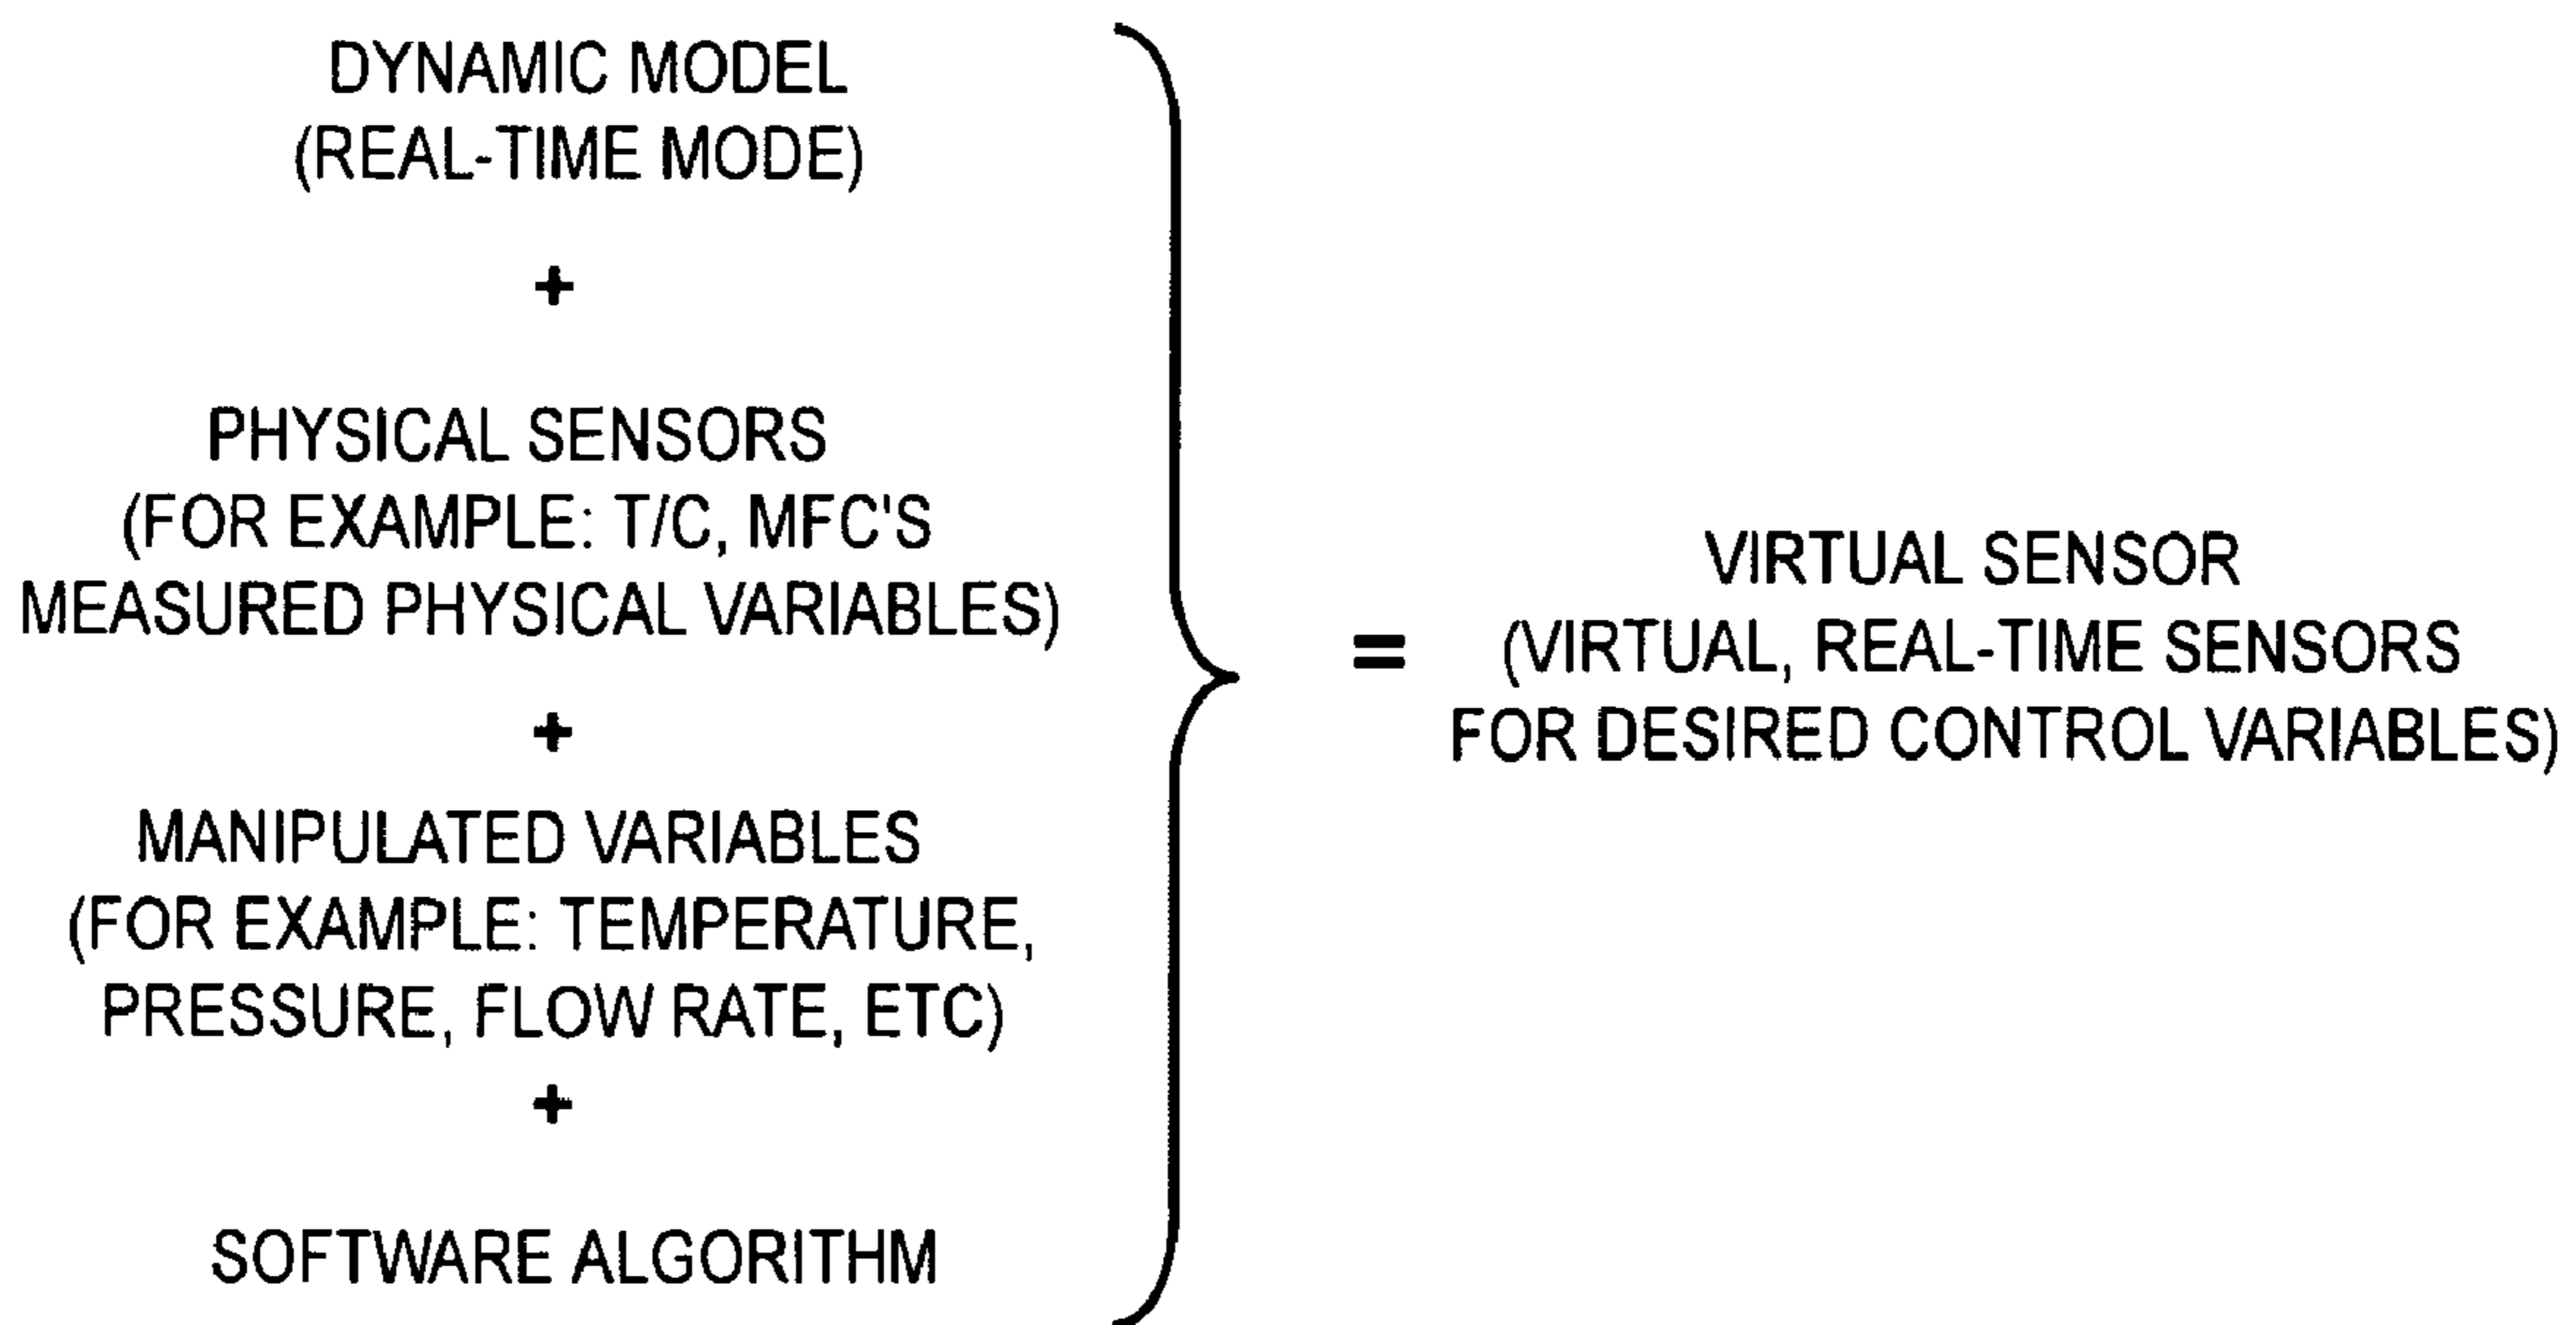 DYNAMIC MODEL
(REAL-TIME MODE)
+
PHYSICAL SENSORS
(FOR EXAMPLE: T/C, MFC'S
MEASURED PHYSICAL VARIABLES)
+
MANIPULATED VARIABLES
(FOR EXAMPLE: TEMPERATURE,
PRESSURE, FLOW RATE, ETC)
+
SOFTWARE ALGORITHM
=
VIRTUAL SENSOR
(VIRTUAL, REAL-TIME SENSORS
FOR DESIRED CONTROL VARIABLES)